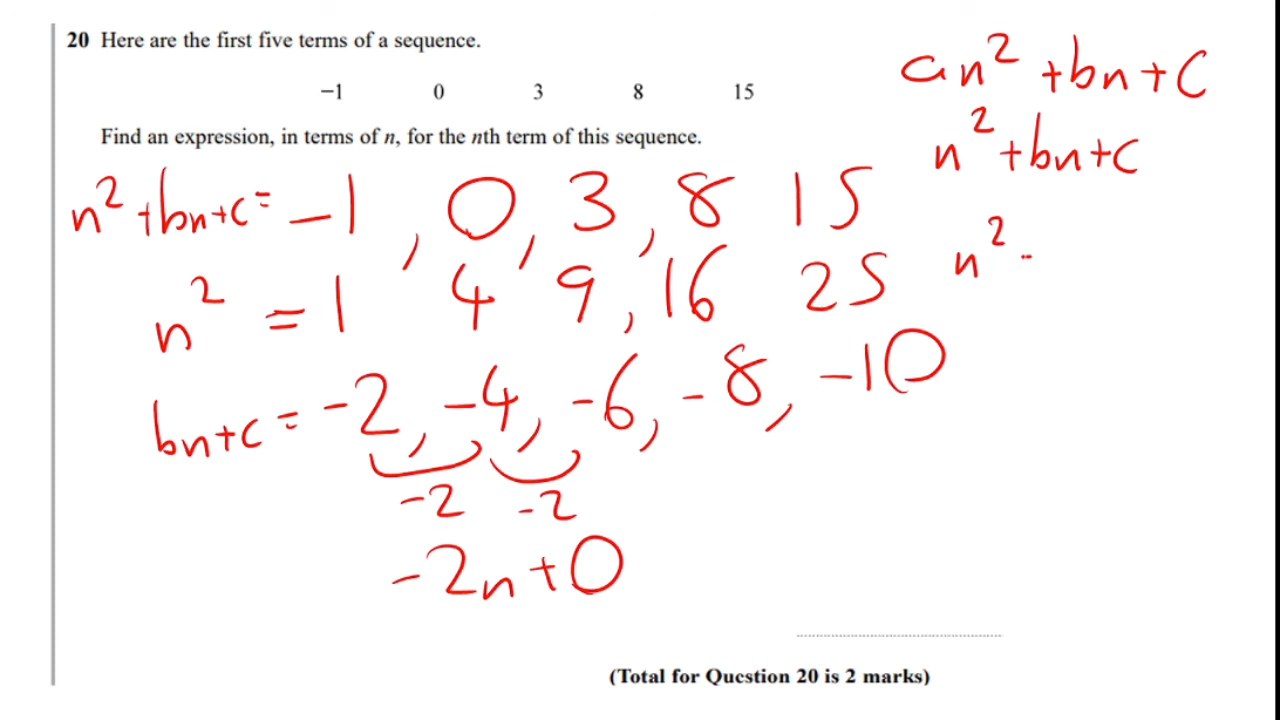 20 Here are the first five terms of a sequence.
−1 0 3 8 15
Find an expression, in terms of n, for the nth term of this sequence.
an² +bn+C
n² +bn+C
n² +bn+C = −1, 0, 3, 8 15
n² = 1 4 9, 16 25
n² -
bn+C = -2, -4, -6, -8, -10
-2 -2
-2n+0
(Total for Question 20 is 2 marks)